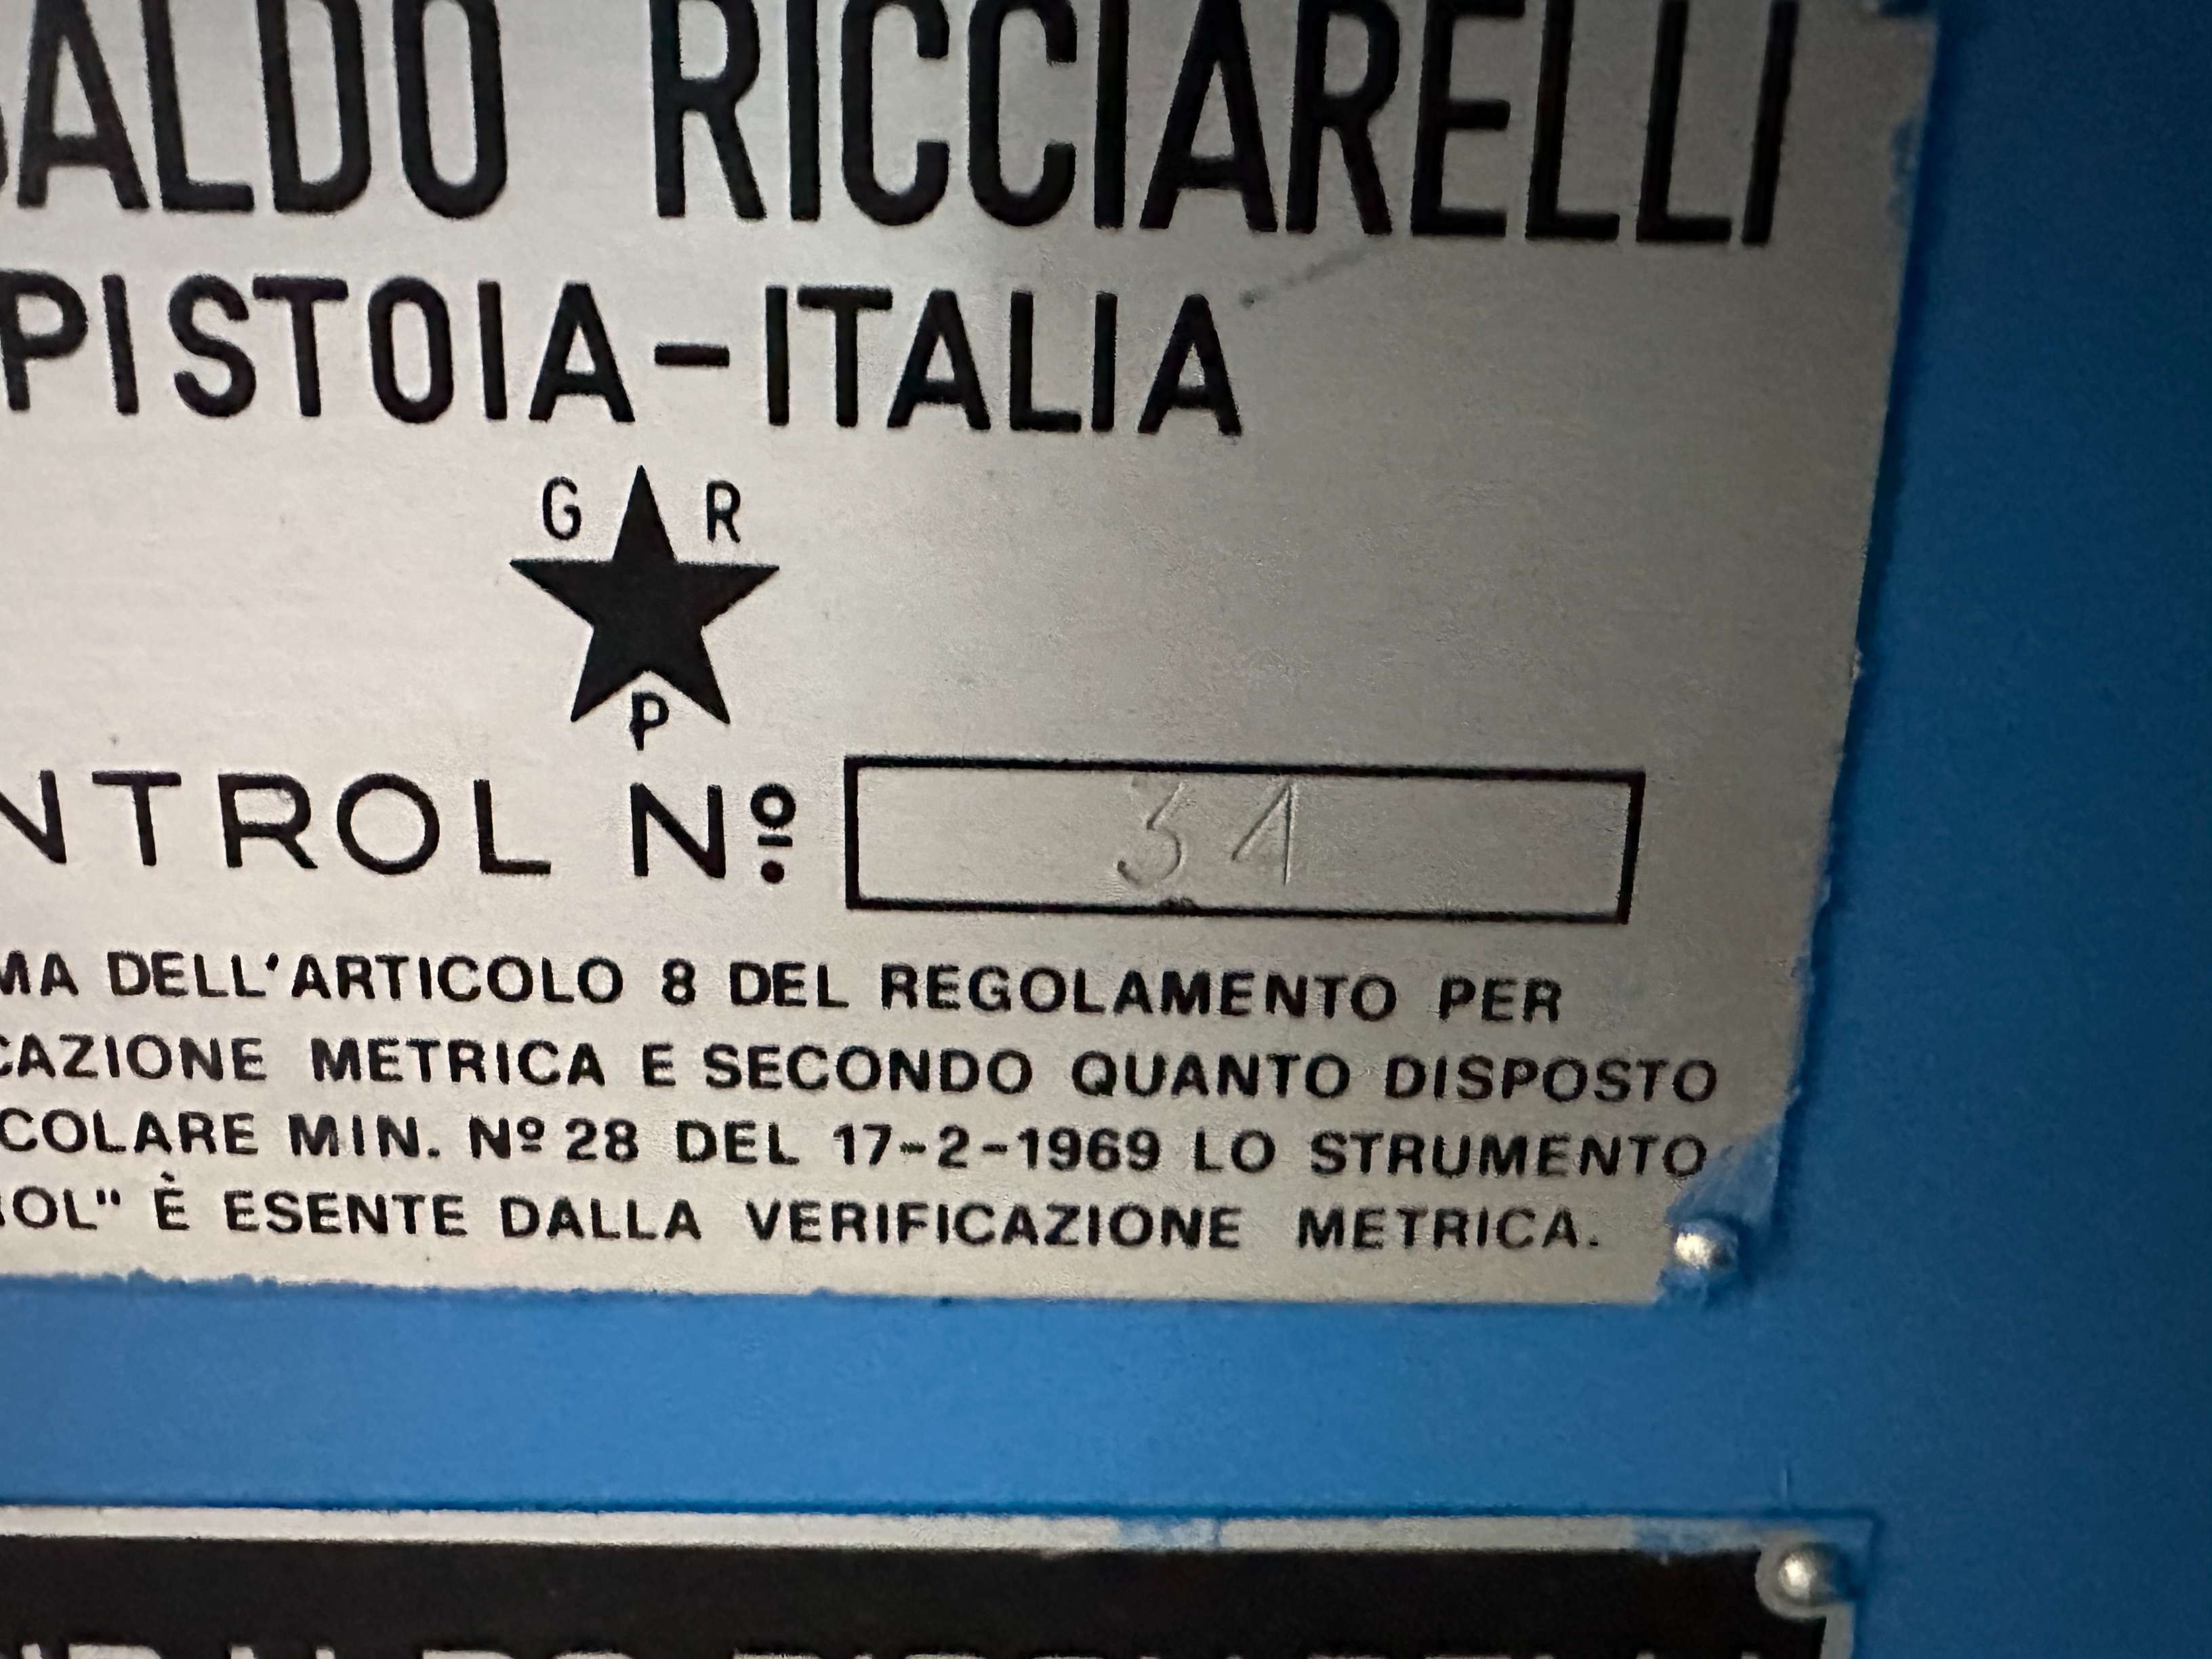 ALDO RICCIARELLI
PISTOIA-ITALIA
G R
P
NTROL Nº. 31
MA DELL'ARTICOLO 8 DEL REGOLAMENTO PER
CAZIONE METRICA E SECONDO QUANTO DISPOSTO
COLARE MIN. Nº 28 DEL 17-2-1969 LO STRUMENTO
OL" È ESENTE DALLA VERIFICAZIONE METRICA.